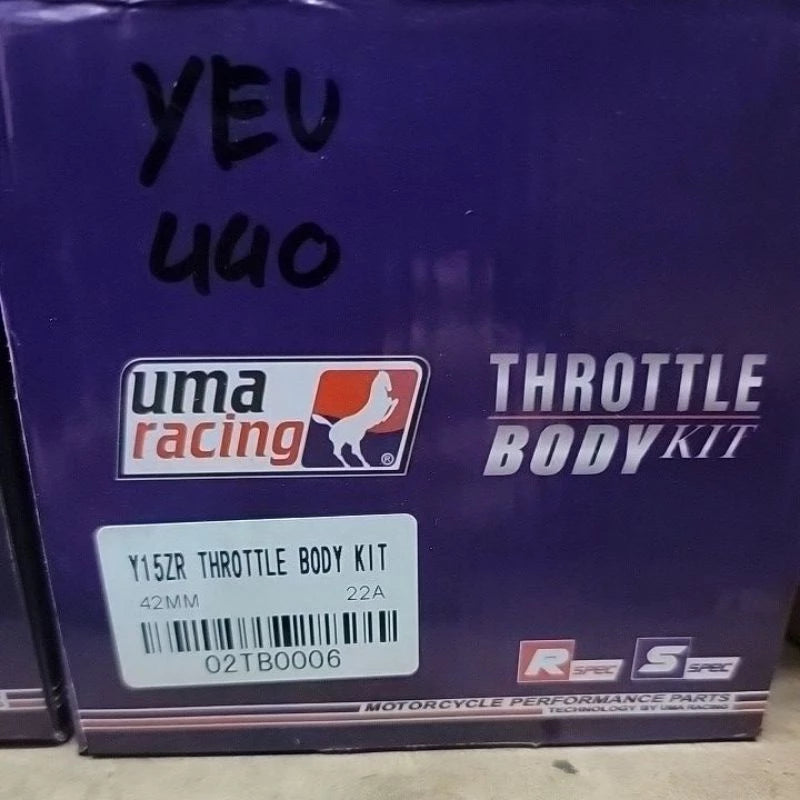 YEU
440
uma
racing
®
THROTTLE
BODY KIT
Y15ZR THROTTLE BODY KIT
42MM 22A
02TB0006
R SPEC S SPEC
MOTORCYCLE PERFORMANCE PARTS
TECHNOLOGY BY UMA RACING